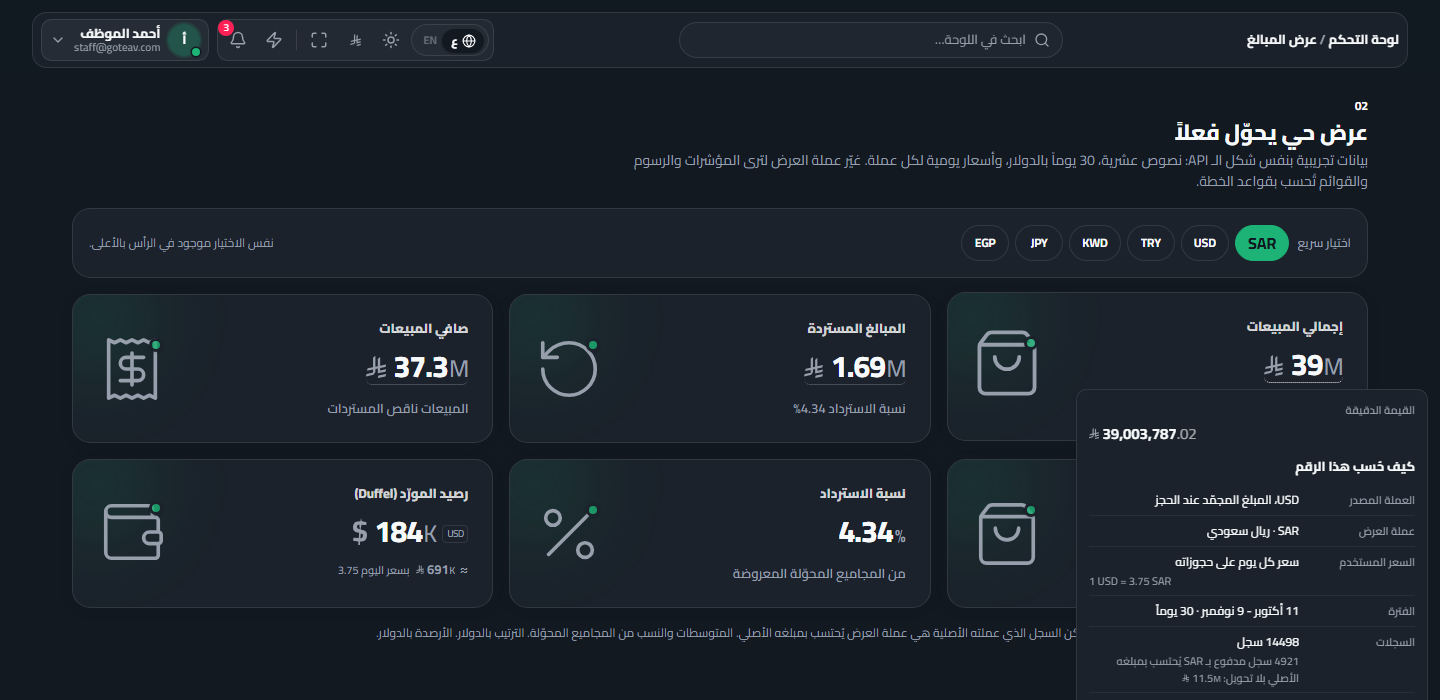 لوحة التحكم / عرض المبالغ
ابحث في اللوحة...
ع EN
3
أ
أحمد الموظف
staff@goteav.com
02
عرض حي يحوّل فعلاً
بيانات تجريبية بنفس شكل الـ API: نصوص عشرية، 30 يوماً بالدولار، وأسعار يومية لكل عملة. غيّر عملة العرض لترى المؤشرات والرسوم
والقوائم تُحسب بقواعد الخطة.
اختيار سريع SAR USD TRY KWD JPY EGP
نفس الاختيار موجود في الرأس بالأعلى.
إجمالي المبيعات
39M
المبالغ المستردة
1.69M
نسبة الاسترداد 4.34%
صافي المبيعات
37.3M
المبيعات ناقص المستردات
القيمة الدقيقة
39,003,787.02
كيف حُسب هذا الرقم
العملة المصدر USD، المبلغ المجمّد عند الحجز
عملة العرض SAR · ريال سعودي
السعر المستخدم سعر كل يوم على حجوزاته
1 USD = 3.75 SAR
الفترة 11 أكتوبر - 9 نوفمبر · 30 يوماً
السجلات 14498 سجل
4921 سجل مدفوع بـ SAR يُحتسب بمبلغه
الأصلي بلا تحويل: 11.5M
نسبة الاسترداد
4.34%
من المجاميع المحوّلة المعروضة
رصيد المورّد (Duffel)
$ 184K USD
≈ 691K بسعر اليوم 3.75
كن السجل الذي عملته الأصلية هي عملة العرض يُحتسب بمبلغه الأصلي. المتوسطات والنسب من المجاميع المحوّلة. الترتيب بالدولار. الأرصدة بالدولار.